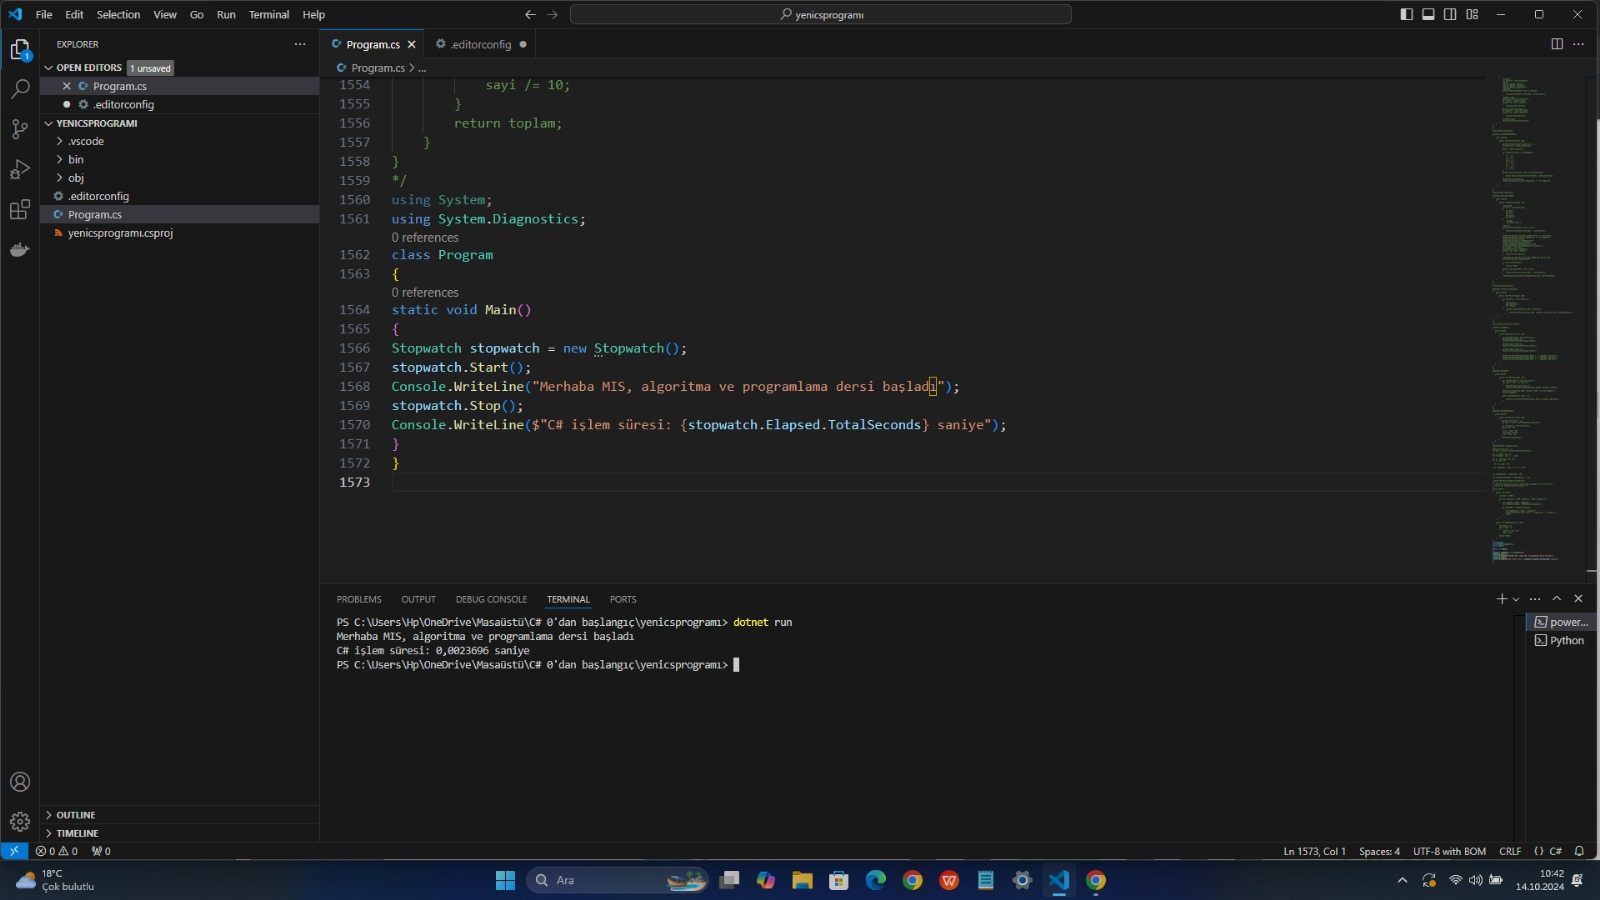 File Edit Selection View Go Run Terminal Help
yenicsprogramı
EXPLORER
OPEN EDITORS 1 unsaved
Program.cs
.editorconfig
YENICSPROGRAMI
.vscode
bin
obj
.editorconfig
Program.cs
yenicsprogramı.csproj
OUTLINE
TIMELINE
Program.cs .editorconfig
Program.cs > ...
1554 sayi /= 10;
1555 }
1556 return toplam;
1557 }
1558 }
1559 */
1560 using System;
1561 using System.Diagnostics;
0 references
1562 class Program
1563 {
0 references
1564 static void Main()
1565 {
1566 Stopwatch stopwatch = new Stopwatch();
1567 stopwatch.Start();
1568 Console.WriteLine("Merhaba MIS, algoritma ve programlama dersi başladı");
1569 stopwatch.Stop();
1570 Console.WriteLine($"C# işlem süresi: {stopwatch.Elapsed.TotalSeconds} saniye");
1571 }
1572 }
1573
PROBLEMS OUTPUT DEBUG CONSOLE TERMINAL PORTS
PS C:\Users\Hp\OneDrive\Masaüstü\C# 0'dan başlangıç\yenicsprogramı> dotnet run
Merhaba MIS, algoritma ve programlama dersi başladı
C# işlem süresi: 0,0023696 saniye
PS C:\Users\Hp\OneDrive\Masaüstü\C# 0'dan başlangıç\yenicsprogramı>
power...
Python
0 0 0 Ln 1573, Col 1 Spaces: 4 UTF-8 with BOM CRLF {} C#
18°C
Çok bulutlu
Ara
10:42
14.10.2024